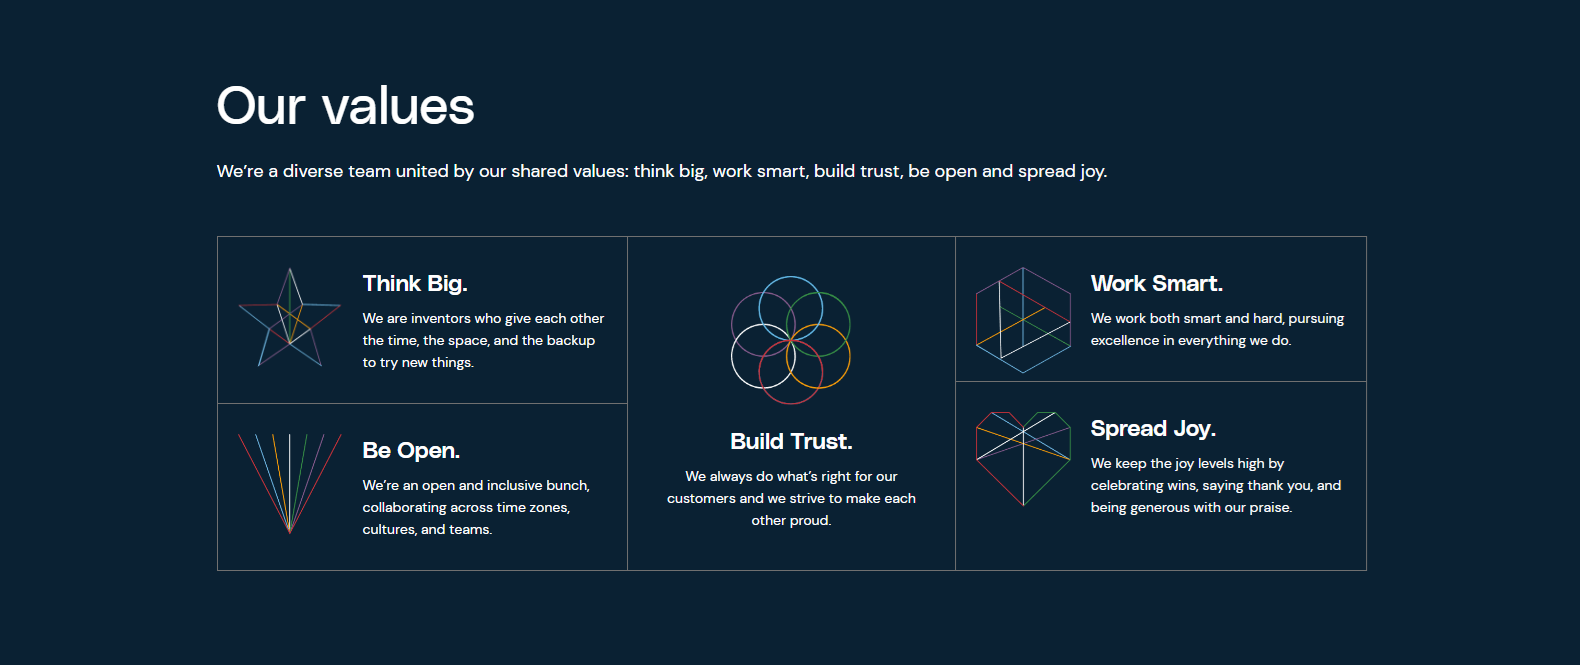 Our values
We’re a diverse team united by our shared values: think big, work smart, build trust, be open and spread joy.
Think Big.
We are inventors who give each other
the time, the space, and the backup
to try new things.
Be Open.
We’re an open and inclusive bunch,
collaborating across time zones,
cultures, and teams.
Build Trust.
We always do what’s right for our
customers and we strive to make each
other proud.
Work Smart.
We work both smart and hard, pursuing
excellence in everything we do.
Spread Joy.
We keep the joy levels high by
celebrating wins, saying thank you, and
being generous with our praise.